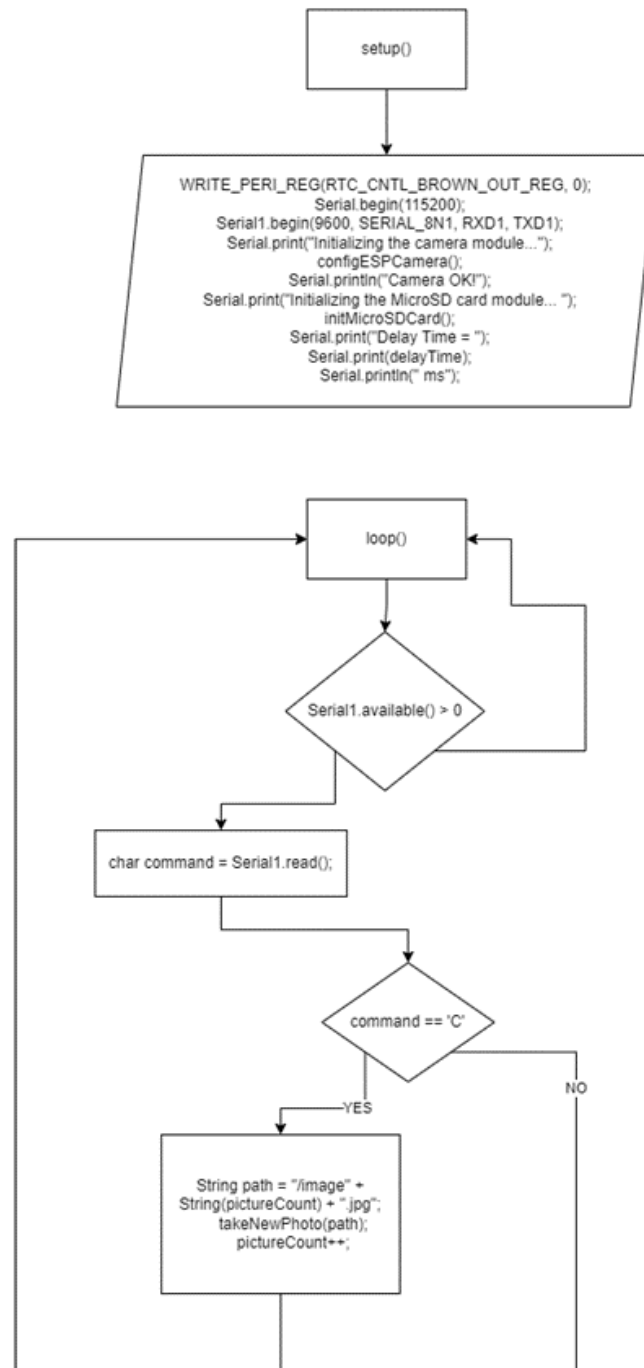 setup()
WRITE_PERI_REG(RTC_CNTL_BROWN_OUT_REG, 0);
Serial.begin(115200);
Serial1.begin(9600, SERIAL_8N1, RXD1, TXD1);
Serial.print("Initializing the camera module...");
configESPCamera();
Serial.println("Camera OK!");
Serial.print("Initializing the MicroSD card module... ");
initMicroSDCard();
Serial.print("Delay Time = ");
Serial.print(delayTime);
Serial.println(" ms");
loop()
Serial1.available() > 0
char command = Serial1.read();
command == 'C'
YES
NO
String path = "/image" +
String(pictureCount) + ".jpg";
takeNewPhoto(path);
pictureCount++;